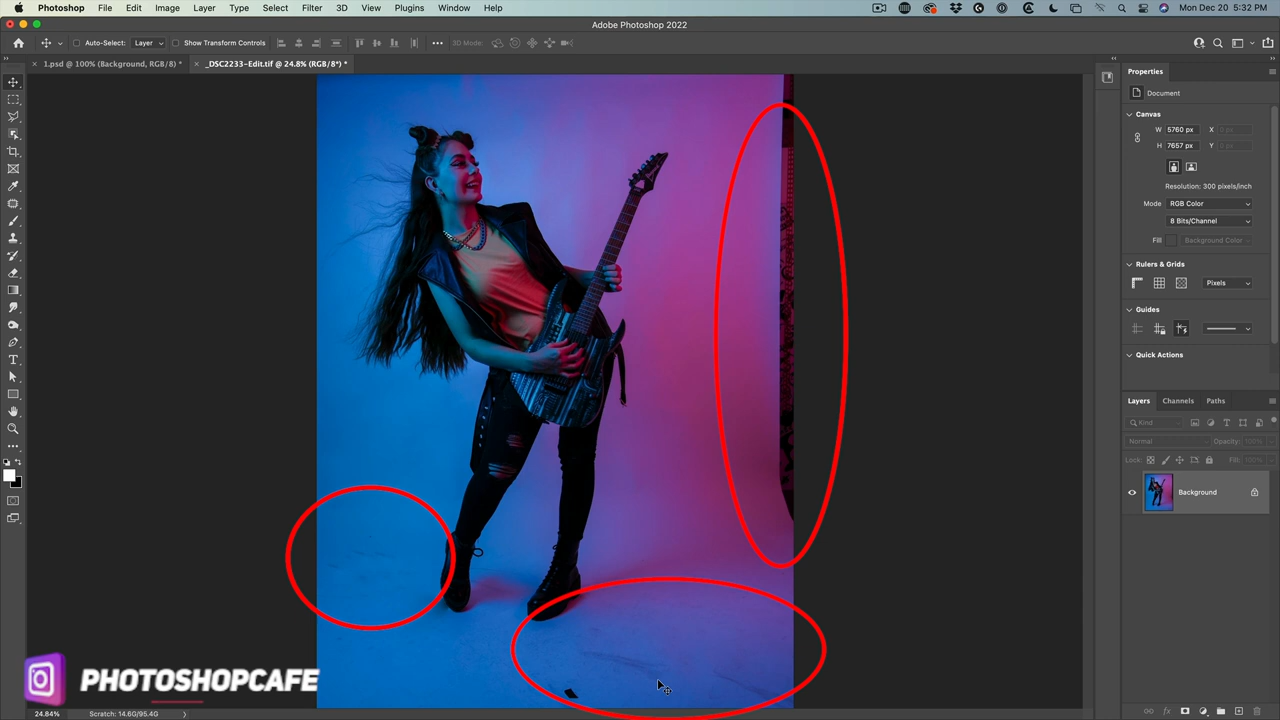 Photoshop File Edit Image Layer Type Select Filter 3D View Plugins Window Help Mon Dec 20 5:32 PM
Adobe Photoshop 2022
Auto-Select: Layer Show Transform Controls 3D Mode:
1.psd @ 100% (Background, RGB/8) * _DSC2233-Edit.tif @ 24.8% (RGB/8*) *
Properties
Document
Canvas
W 5760 px X 0 px
H 7657 px Y 0 px
Resolution: 300 pixels/inch
Mode RGB Color
8 Bits/Channel
Fill Background Color
Rulers & Grids
Pixels
Guides
Quick Actions
Layers Channels Paths
Kind
Normal Opacity: 100%
Lock: Fill: 100%
Background
PHOTOSHOPCAFE
24.84% Scratch: 14.6G/95.4G